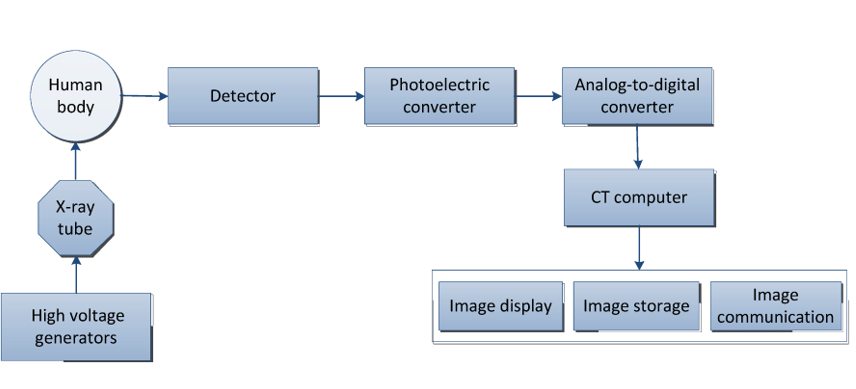 Human
body
Detector
Photoelectric
converter
Analog-to-digital
converter
X-ray
tube
CT computer
High voltage
generators
Image display
Image storage
Image
communication